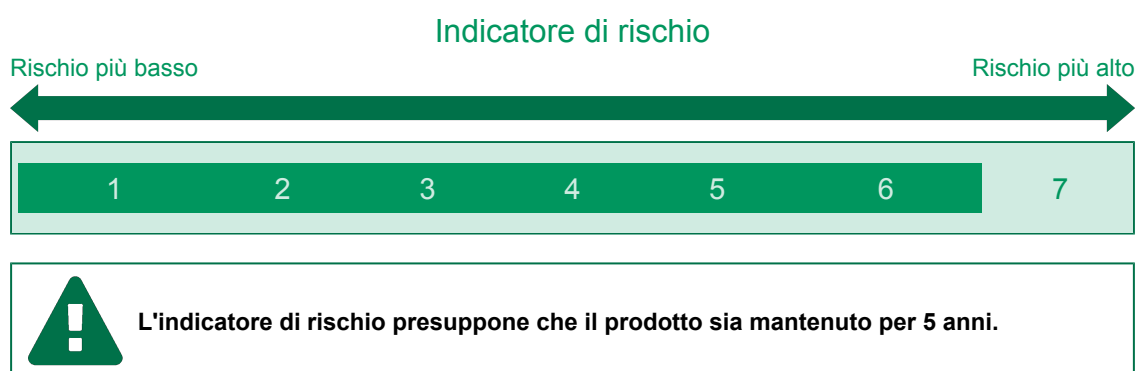 Indicatore di rischio
Rischio più basso Rischio più alto
1 2 3 4 5 6 7
L'indicatore di rischio presuppone che il prodotto sia mantenuto per 5 anni.